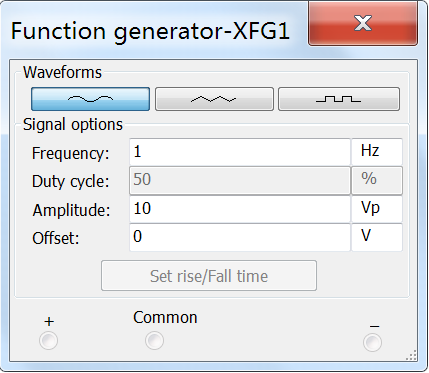 Function generator-XFG1
x
Waveforms
Signal options
Frequency: 1 Hz
Duty cycle: 50 %
Amplitude: 10 Vp
Offset: 0 V
Set rise/Fall time
+ Common −